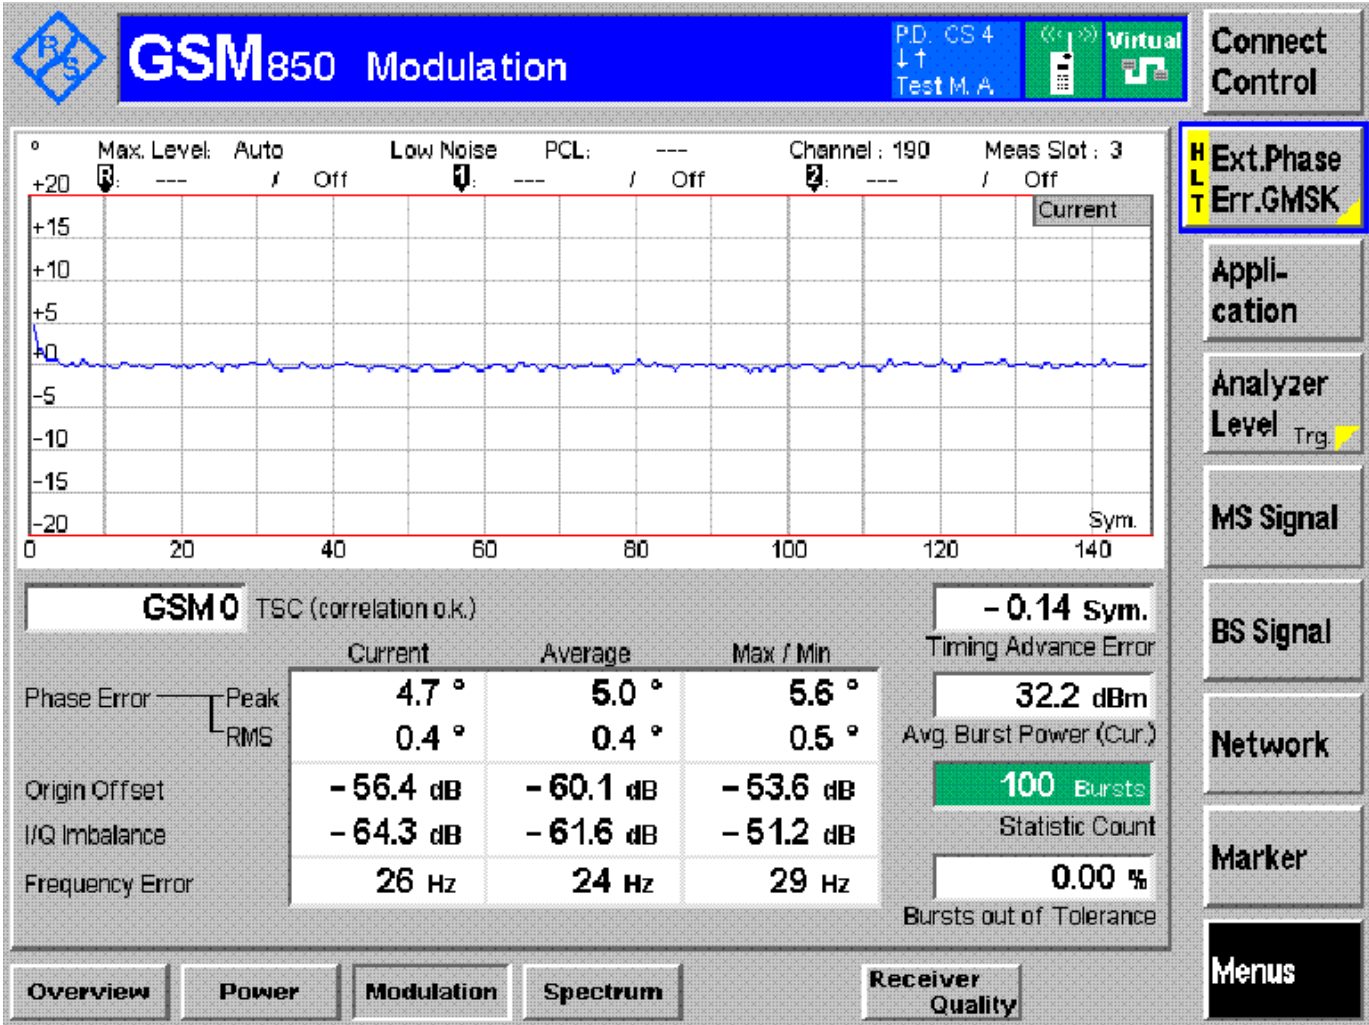 R&S
GSM850 Modulation
P.D. CS 4
↓↑
Test M. A.
Virtual
Connect
Control
° Max. Level: Auto Low Noise PCL: --- Channel : 190 Meas Slot : 3
R: --- / Off 1: --- / Off 2: --- / Off
HLT
Ext.Phase
Err.GMSK
Current
+20
+15
+10
+5
+0
-5
-10
-15
-20
Sym.
0 20 40 60 80 100 120 140
Appli-
cation
Analyzer
Level Trg.
MS Signal
BS Signal
Network
Marker
Menus
GSM 0 TSC (correlation o.k.)
- 0.14 Sym.
Timing Advance Error
Current Average Max / Min
Phase Error Peak 4.7 ° 5.0 ° 5.6 °
RMS 0.4 ° 0.4 ° 0.5 °
Origin Offset - 56.4 dB - 60.1 dB - 53.6 dB
I/Q Imbalance - 64.3 dB - 61.6 dB - 51.2 dB
Frequency Error 26 Hz 24 Hz 29 Hz
32.2 dBm
Avg. Burst Power (Cur.)
100 Bursts
Statistic Count
0.00 %
Bursts out of Tolerance
Overview Power Modulation Spectrum
Receiver
Quality